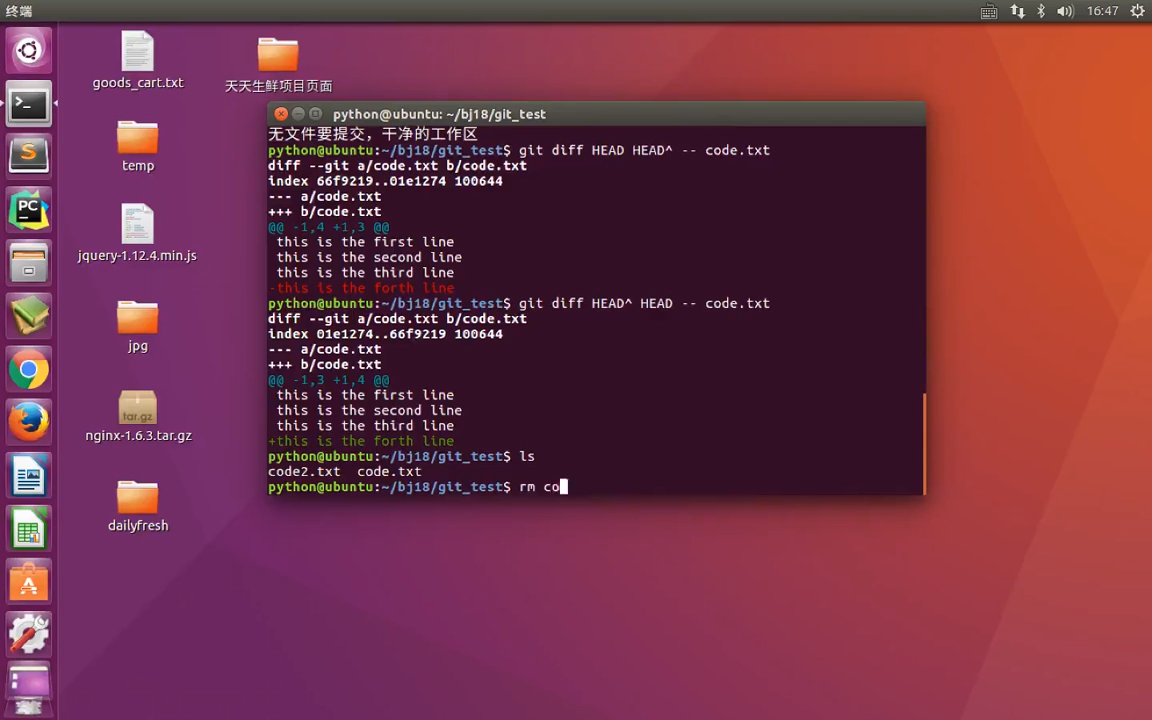 终端
16:47
goods_cart.txt
天天生鲜项目页面
temp
jquery-1.12.4.min.js
jpg
tar.gz
nginx-1.6.3.tar.gz
dailyfresh
S
PC
python@ubuntu: ~/bj18/git_test
无文件要提交，干净的工作区
python@ubuntu:~/bj18/git_test$ git diff HEAD HEAD^ -- code.txt
diff --git a/code.txt b/code.txt
index 66f9219..01e1274 100644
--- a/code.txt
+++ b/code.txt
@@ -1,4 +1,3 @@
 this is the first line
 this is the second line
 this is the third line
-this is the forth line
python@ubuntu:~/bj18/git_test$ git diff HEAD^ HEAD -- code.txt
diff --git a/code.txt b/code.txt
index 01e1274..66f9219 100644
--- a/code.txt
+++ b/code.txt
@@ -1,3 +1,4 @@
 this is the first line
 this is the second line
 this is the third line
+this is the forth line
python@ubuntu:~/bj18/git_test$ ls
code2.txt  code.txt
python@ubuntu:~/bj18/git_test$ rm co